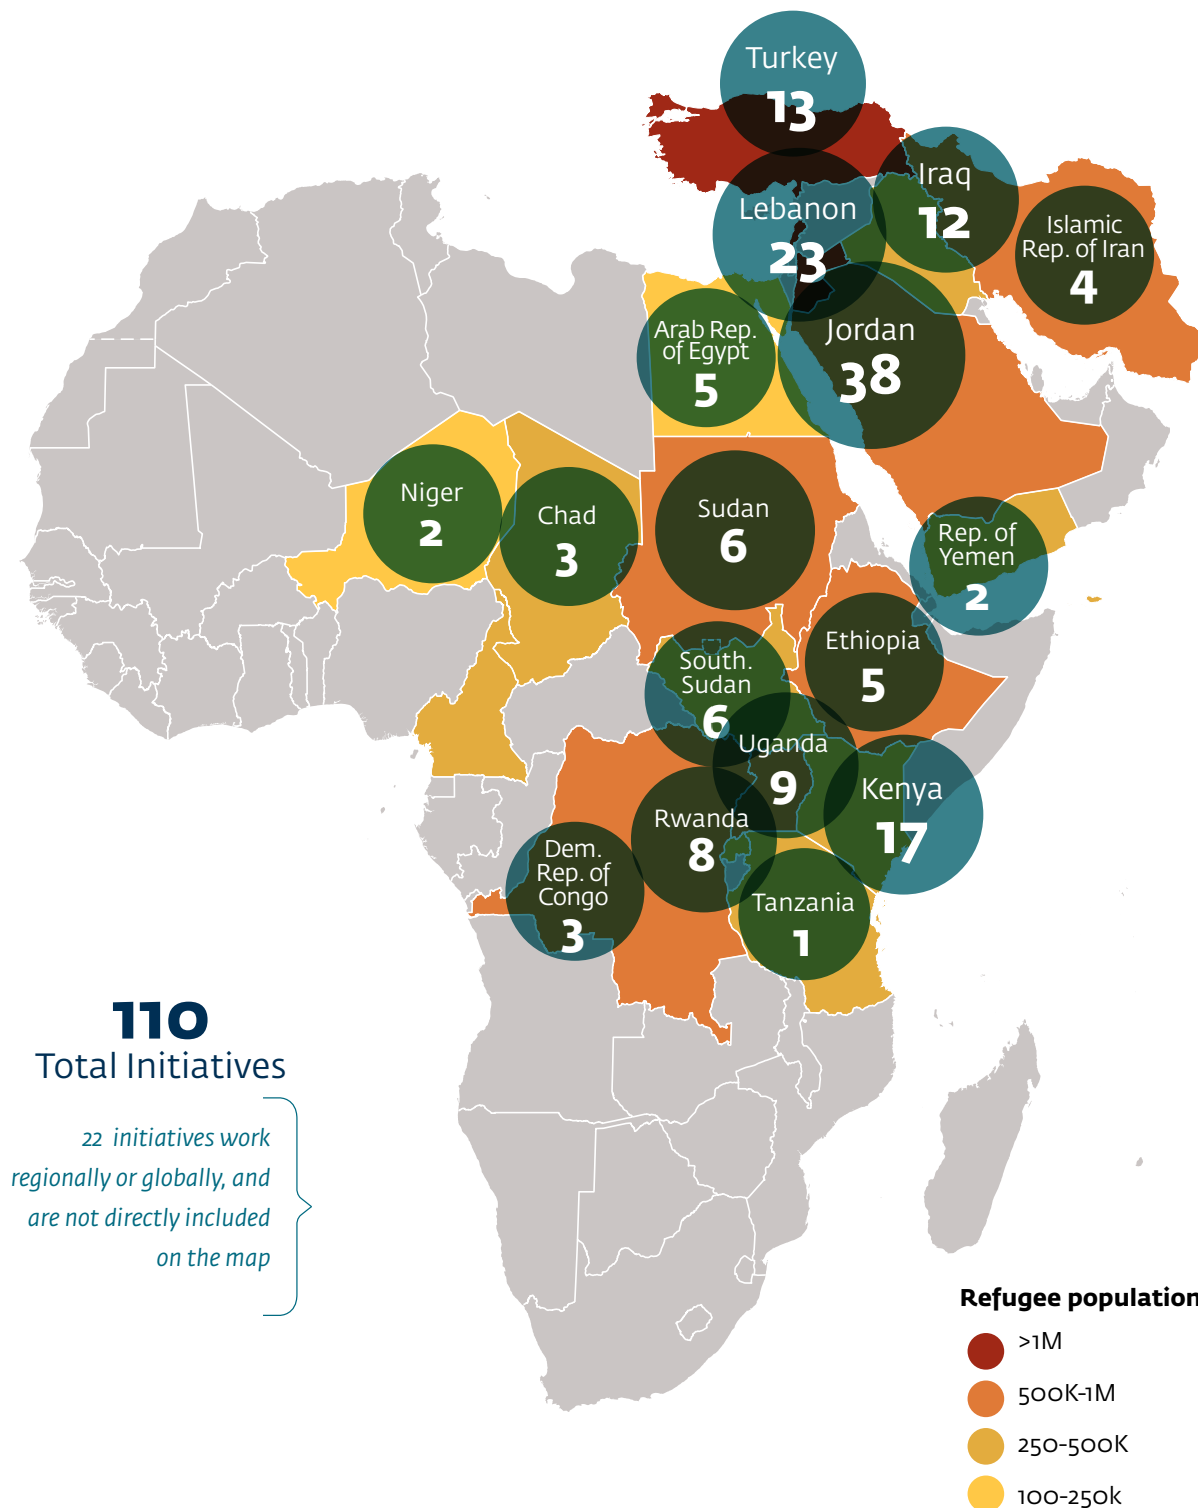 Turkey
13
Iraq
12
Lebanon
23
Islamic
Rep. of Iran
4
Arab Rep.
of Egypt
5
Jordan
38
Niger
2
Chad
3
Sudan
6
Rep. of
Yemen
2
Ethiopia
5
South.
Sudan
6
Uganda
9
Kenya
17
Rwanda
8
Dem.
Rep. of
Congo
3
Tanzania
1
110
Total Initiatives
22 initiatives work
regionally or globally, and
are not directly included
on the map
Refugee population
>1M
500K-1M
250-500K
100-250k